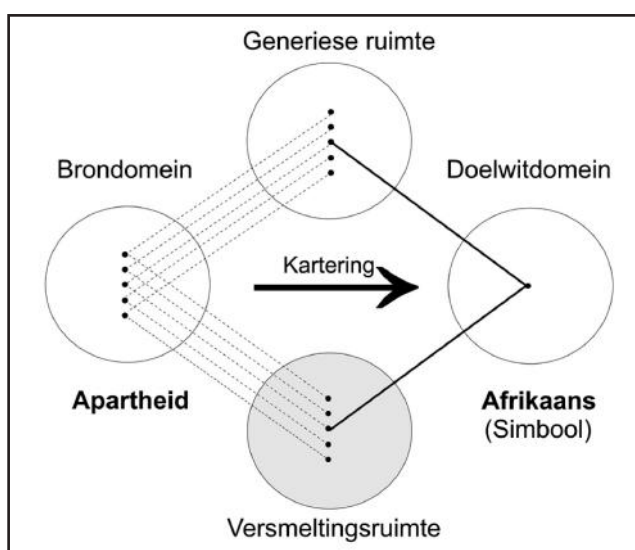 Generiese ruimte
Brondomein
Doelwitdomein
Kartering
Apartheid
Afrikaans
(Simbool)
Versmeltingsruimte